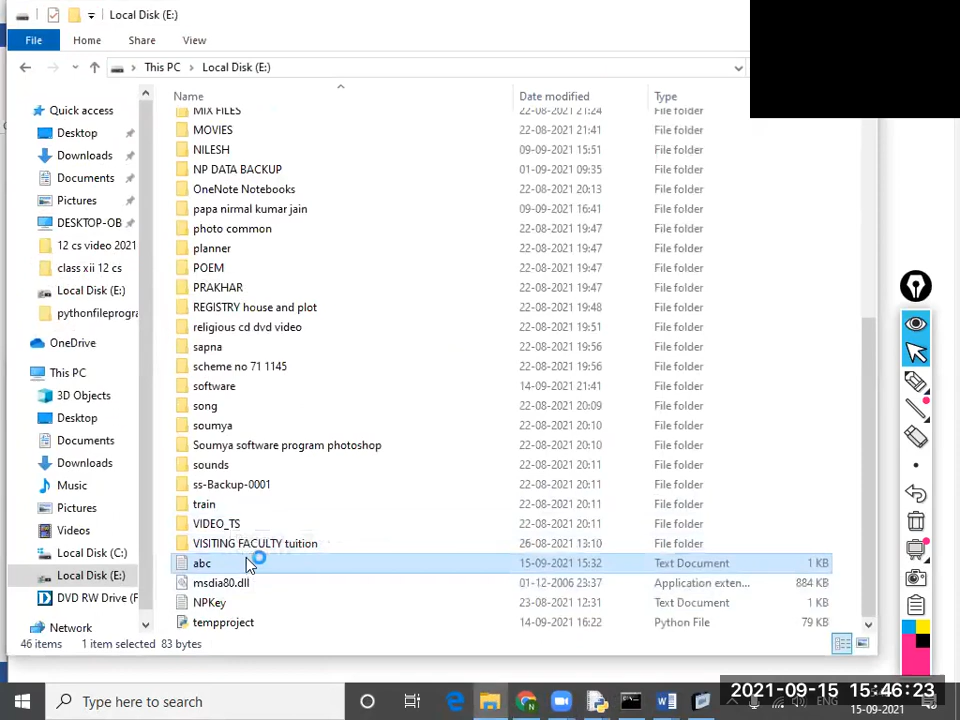 Local Disk (E:)
File Home Share View
This PC Local Disk (E:)
Name Date modified Type
Quick access
Desktop
Downloads
Documents
Pictures
DESKTOP-OB
12 cs video 2021
class xii 12 cs
Local Disk (E:)
pythonfileprogra
OneDrive
This PC
3D Objects
Desktop
Documents
Downloads
Music
Pictures
Videos
Local Disk (C:)
Local Disk (E:)
DVD RW Drive (F
Network
MIX FILES 22-08-2021 21:24 File folder
MOVIES 22-08-2021 21:41 File folder
NILESH 09-09-2021 15:51 File folder
NP DATA BACKUP 01-09-2021 09:35 File folder
OneNote Notebooks 22-08-2021 20:13 File folder
papa nirmal kumar jain 09-09-2021 16:41 File folder
photo common 22-08-2021 19:47 File folder
planner 22-08-2021 19:47 File folder
POEM 22-08-2021 19:47 File folder
PRAKHAR 22-08-2021 19:47 File folder
REGISTRY house and plot 22-08-2021 19:48 File folder
religious cd dvd video 22-08-2021 19:51 File folder
sapna 22-08-2021 19:56 File folder
scheme no 71 1145 22-08-2021 19:56 File folder
software 14-09-2021 21:41 File folder
song 22-08-2021 20:09 File folder
soumya 22-08-2021 20:10 File folder
Soumya software program photoshop 22-08-2021 20:10 File folder
sounds 22-08-2021 20:11 File folder
ss-Backup-0001 22-08-2021 20:11 File folder
train 22-08-2021 20:11 File folder
VIDEO_TS 22-08-2021 20:11 File folder
VISITING FACULTY tuition 26-08-2021 13:10 File folder
abc 15-09-2021 15:32 Text Document 1 KB
msdia80.dll 01-12-2006 23:37 Application exten... 884 KB
NPKey 23-08-2021 12:31 Text Document 1 KB
tempproject 14-09-2021 16:22 Python File 79 KB
46 items 1 item selected 83 bytes
Type here to search
2021-09-15 15:46:23
ENG
15-09-2021